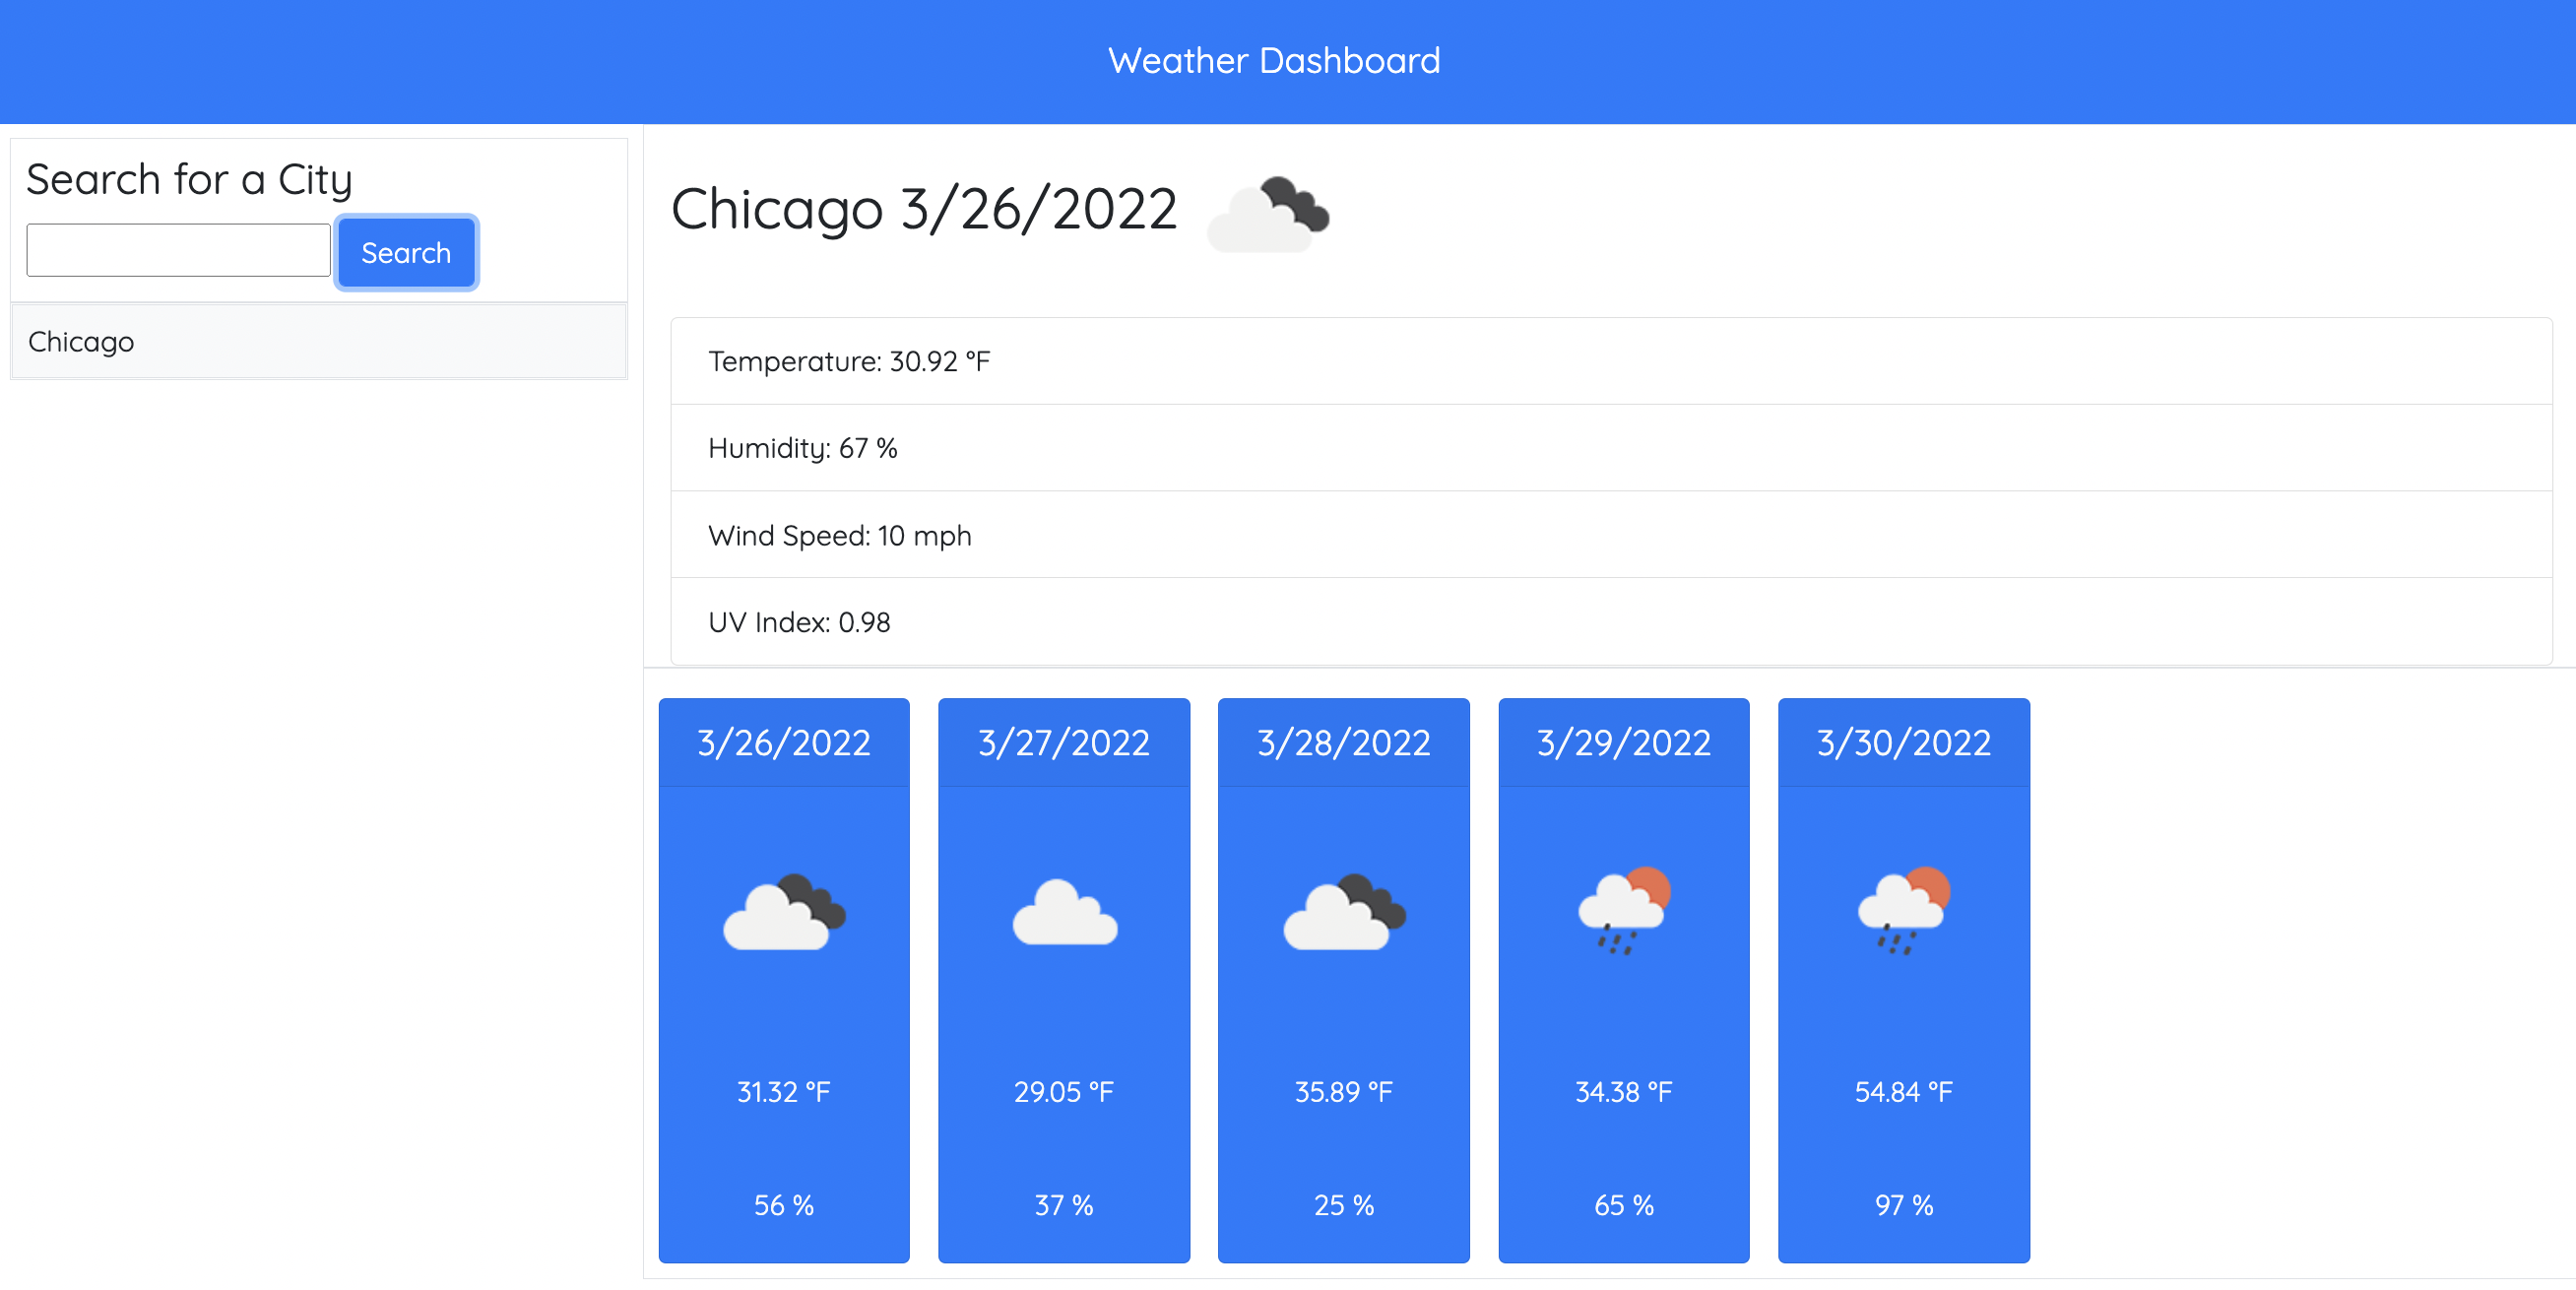 Weather Dashboard
Search for a City
Search
Chicago
Chicago 3/26/2022
Temperature: 30.92 °F
Humidity: 67 %
Wind Speed: 10 mph
UV Index: 0.98
3/26/2022
31.32 °F
56 %
3/27/2022
29.05 °F
37 %
3/28/2022
35.89 °F
25 %
3/29/2022
34.38 °F
65 %
3/30/2022
54.84 °F
97 %